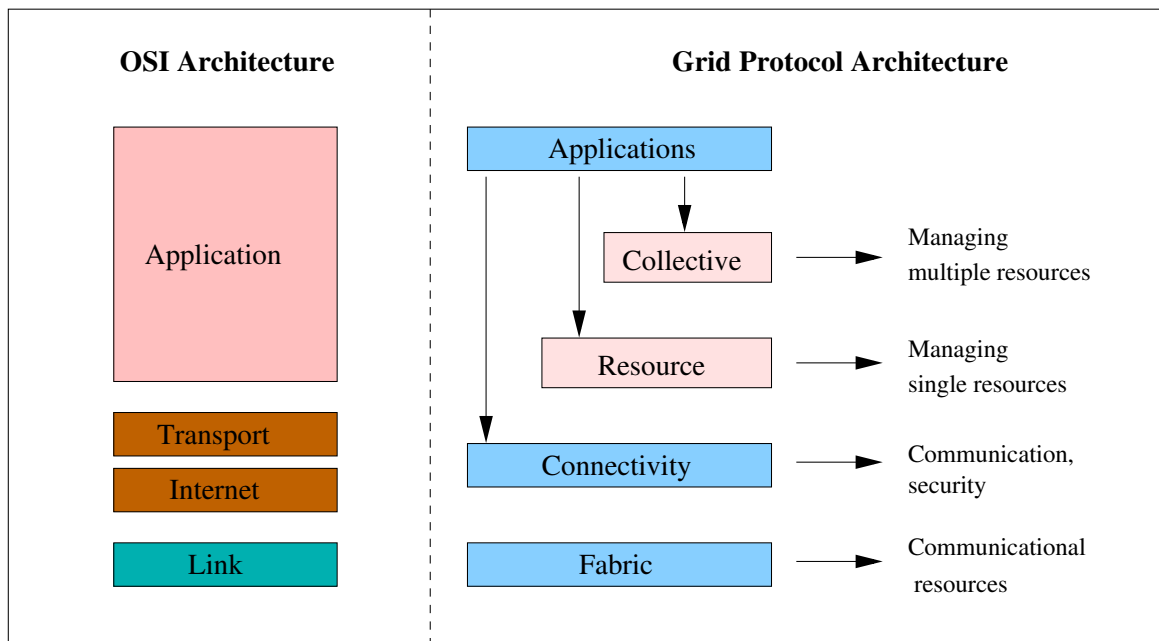 OSI Architecture
Application
Transport
Internet
Link
Grid Protocol Architecture
Applications
Collective
Managing
multiple resources
Resource
Managing
single resources
Connectivity
Communication,
security
Fabric
Communicational
resources